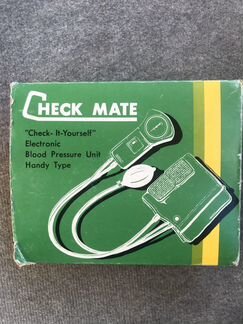 CHECK MATE
"Check-It-Yourself"
Electronic
Blood Pressure Unit
Handy Type